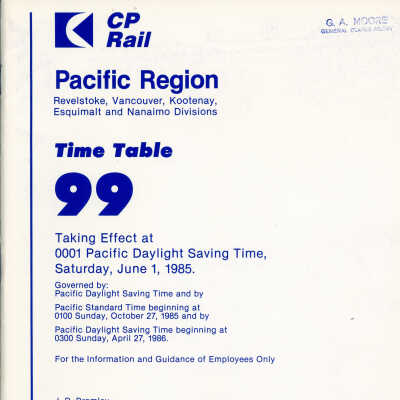 CP
Rail
G. A. MOORE
Pacific Region
Revelstoke, Vancouver, Kootenay,
Esquimalt and Nanaimo Divisions
Time Table
99
Taking Effect at
0001 Pacific Daylight Saving Time,
Saturday, June 1, 1985.
Governed by:
Pacific Daylight Saving Time and by
Pacific Standard Time beginning at
0100 Sunday, October 27, 1985 and by
Pacific Daylight Saving Time beginning at
0300 Sunday, April 27, 1986.
For the Information and Guidance of Employees Only